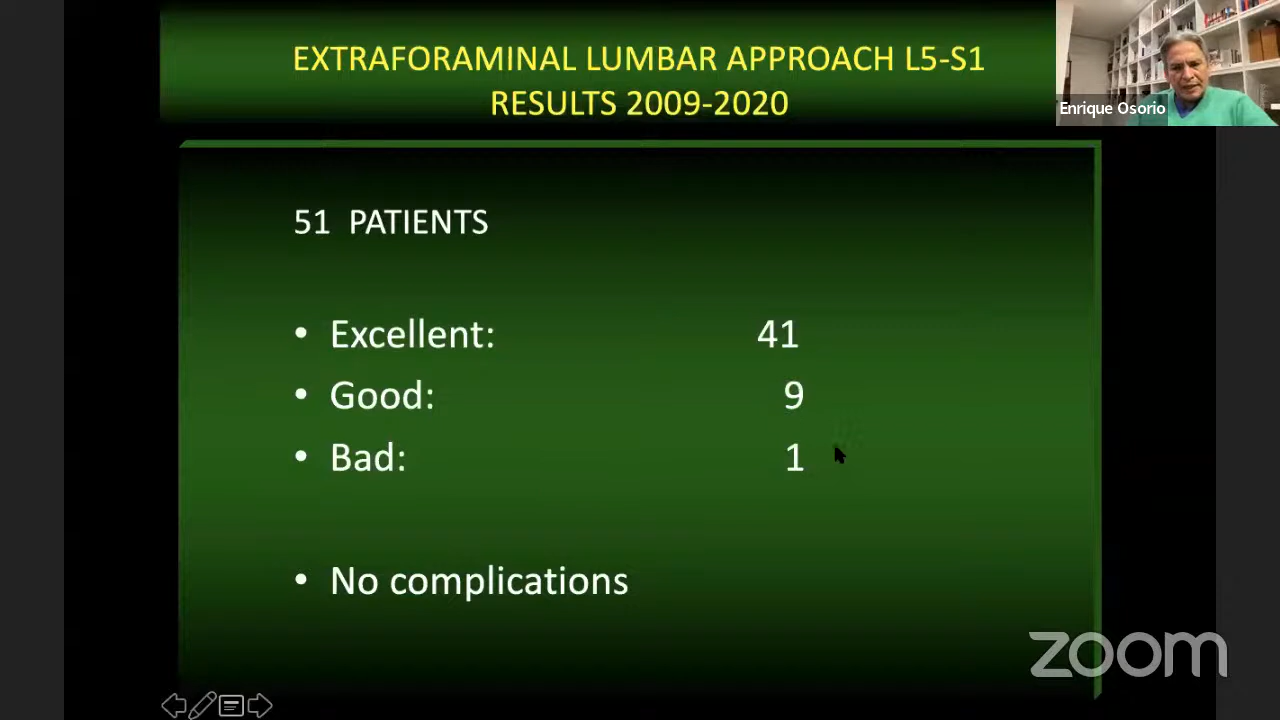 EXTRAFORAMINAL LUMBAR APPROACH L5-S1
RESULTS 2009-2020
Enrique Osorio
51 PATIENTS
• Excellent: 41
• Good: 9
• Bad: 1
• No complications
zoom